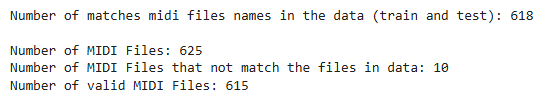 Number of matches midi files names in the data (train and test): 618
Number of MIDI Files: 625
Number of MIDI Files that not match the files in data: 10
Number of valid MIDI Files: 615